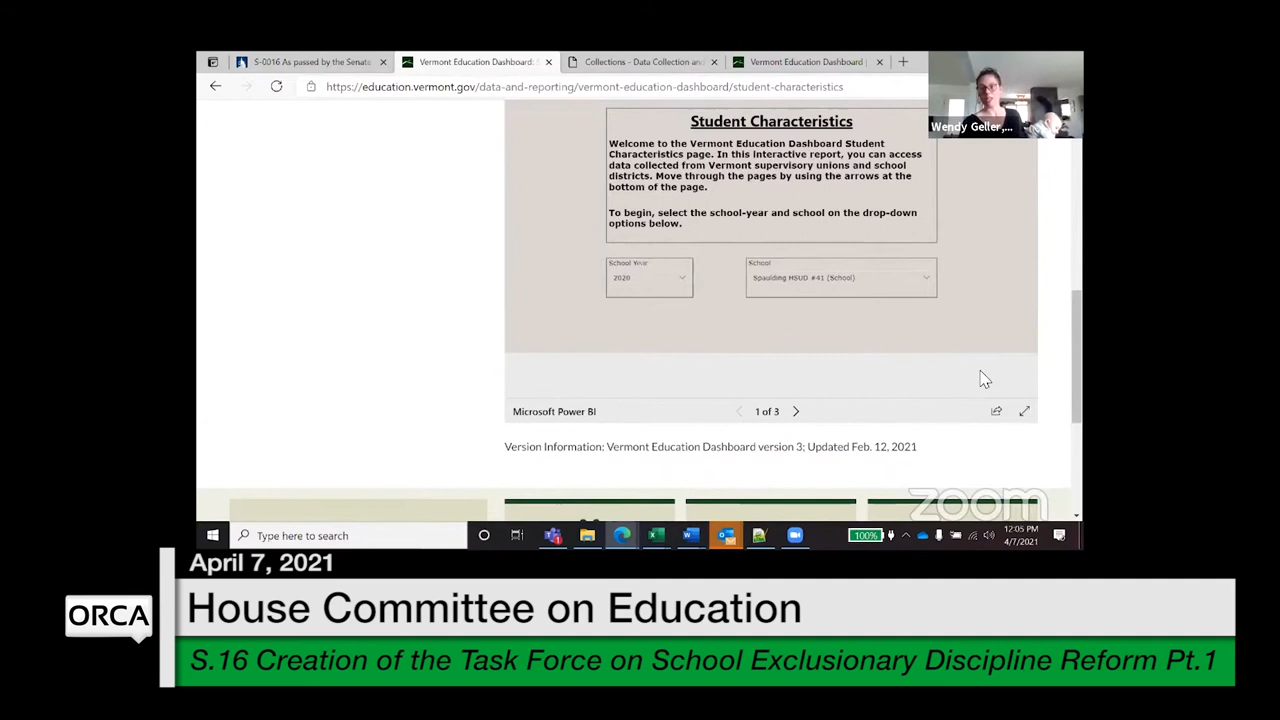 S-0016 As passed by the Senate
Vermont Education Dashboard:
Collections - Data Collection and
Vermont Education Dashboard
https://education.vermont.gov/data-and-reporting/vermont-education-dashboard/student-characteristics
Wendy Geller,...
Student Characteristics
Welcome to the Vermont Education Dashboard Student
Characteristics page. In this interactive report, you can access
data collected from Vermont supervisory unions and school
districts. Move through the pages by using the arrows at the
bottom of the page.
To begin, select the school-year and school on the drop-down
options below.
School Year
2020
School
Spaulding HSUD #41 (School)
Microsoft Power BI
1 of 3
Version Information: Vermont Education Dashboard version 3; Updated Feb. 12, 2021
zoom
Type here to search
100%
12:05 PM
4/7/2021
April 7, 2021
ORCA
House Committee on Education
S.16 Creation of the Task Force on School Exclusionary Discipline Reform Pt.1